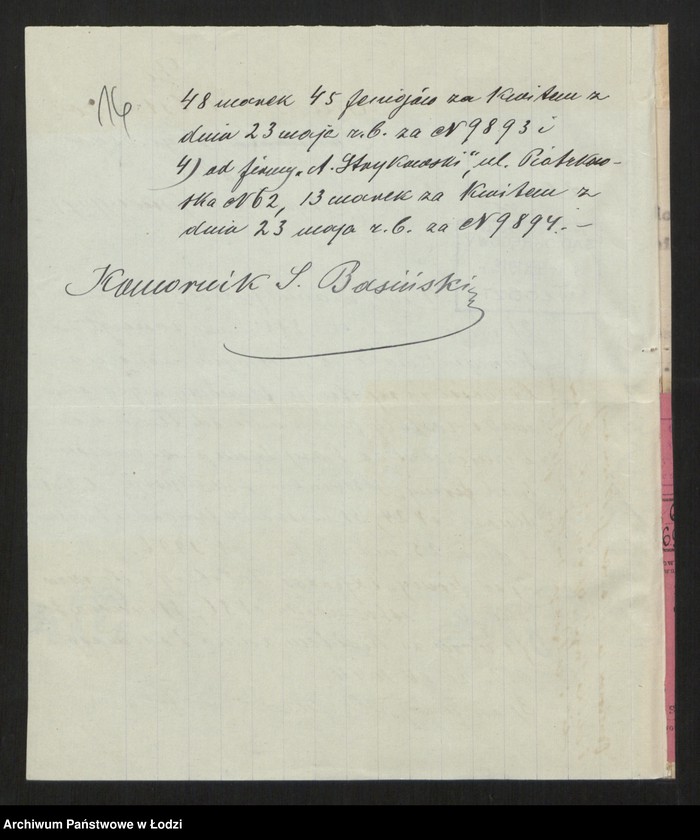 16
48 marek 45 fenigów za kwitem z
dnia 23 maja r.b. za № 9893 i
4) od firmy „A. Strykowski", ul. Piotrkow-
ska № 62, 13 marek za kwitem z
dnia 23 maja r.b. za № 9894.—
Komornik S. Basiński
Archiwum Państwowe w Łodzi